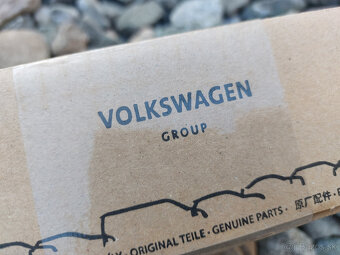 VOLKSWAGEN
GROUP
· ORIGINAL TEILE · GENUINE PARTS · 原厂配件 ·